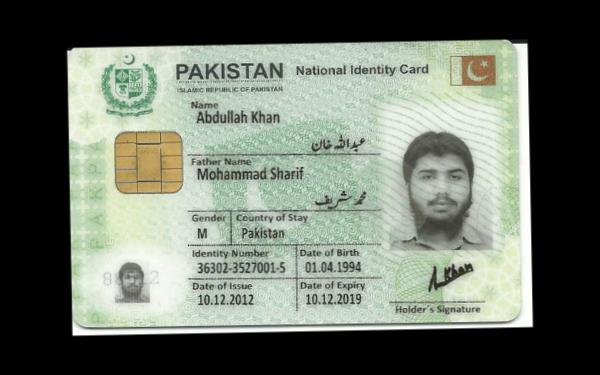 PAKISTAN National Identity Card
ISLAMIC REPUBLIC OF PAKISTAN
Name
Abdullah Khan
عبداللہ خان
Father Name
Mohammad Sharif
محمد شریف
Gender Country of Stay
M Pakistan
Identity Number Date of Birth
36302-3527001-5 01.04.1994
Date of Issue Date of Expiry
10.12.2012 10.12.2019
Holder's Signature